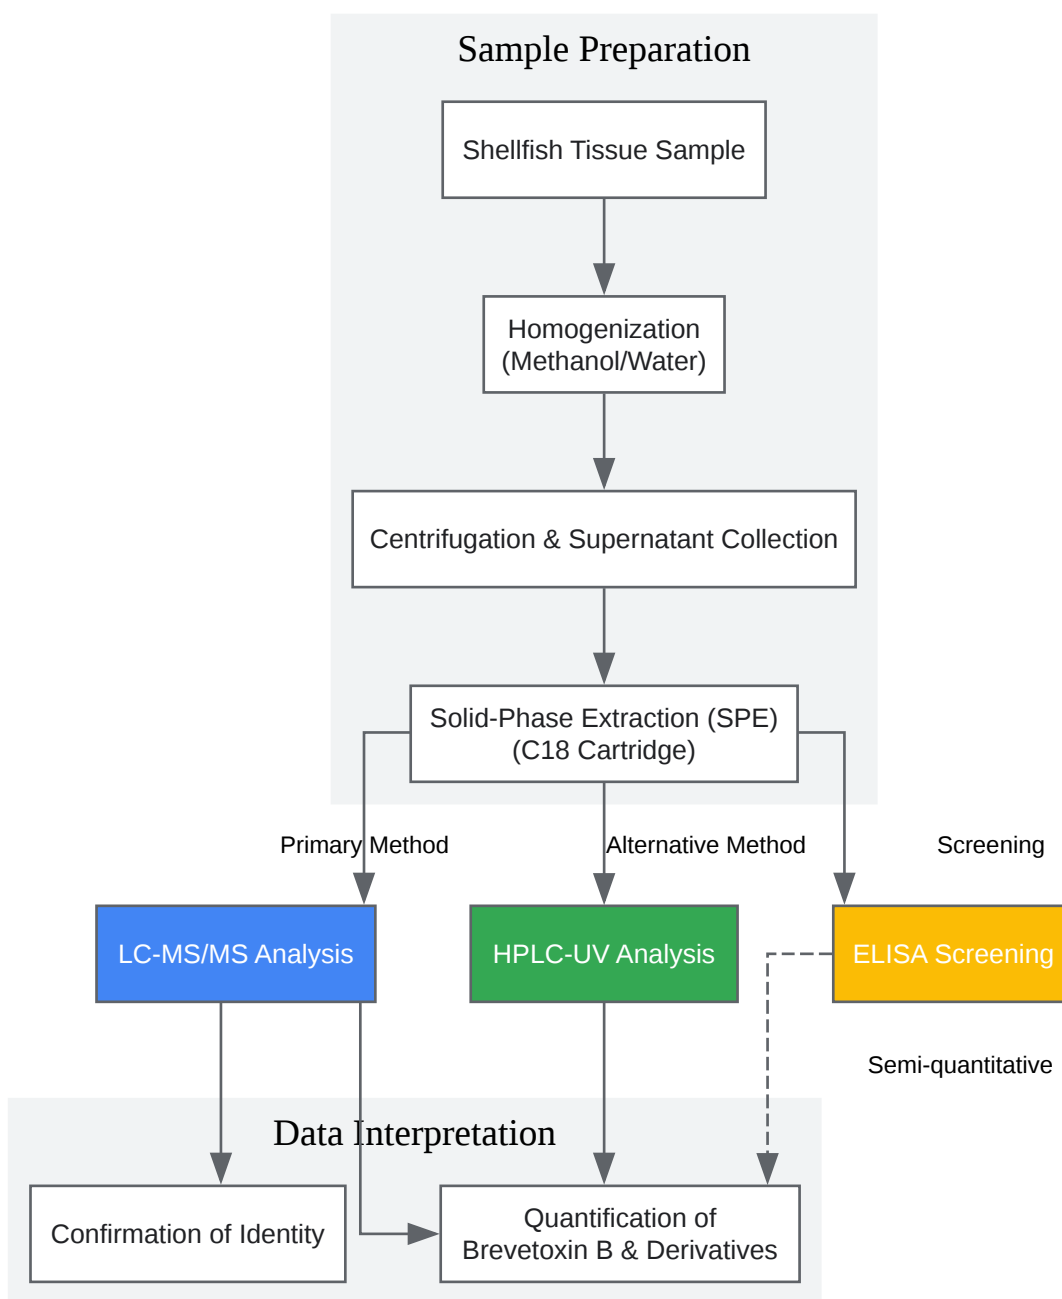 Sample Preparation
Shellfish Tissue Sample
Homogenization
(Methanol/Water)
Centrifugation & Supernatant Collection
Solid-Phase Extraction (SPE)
(C18 Cartridge)
Primary Method
Alternative Method
Screening
LC-MS/MS Analysis
HPLC-UV Analysis
ELISA Screening
Semi-quantitative
Data Interpretation
Confirmation of Identity
Quantification of
Brevetoxin B & Derivatives